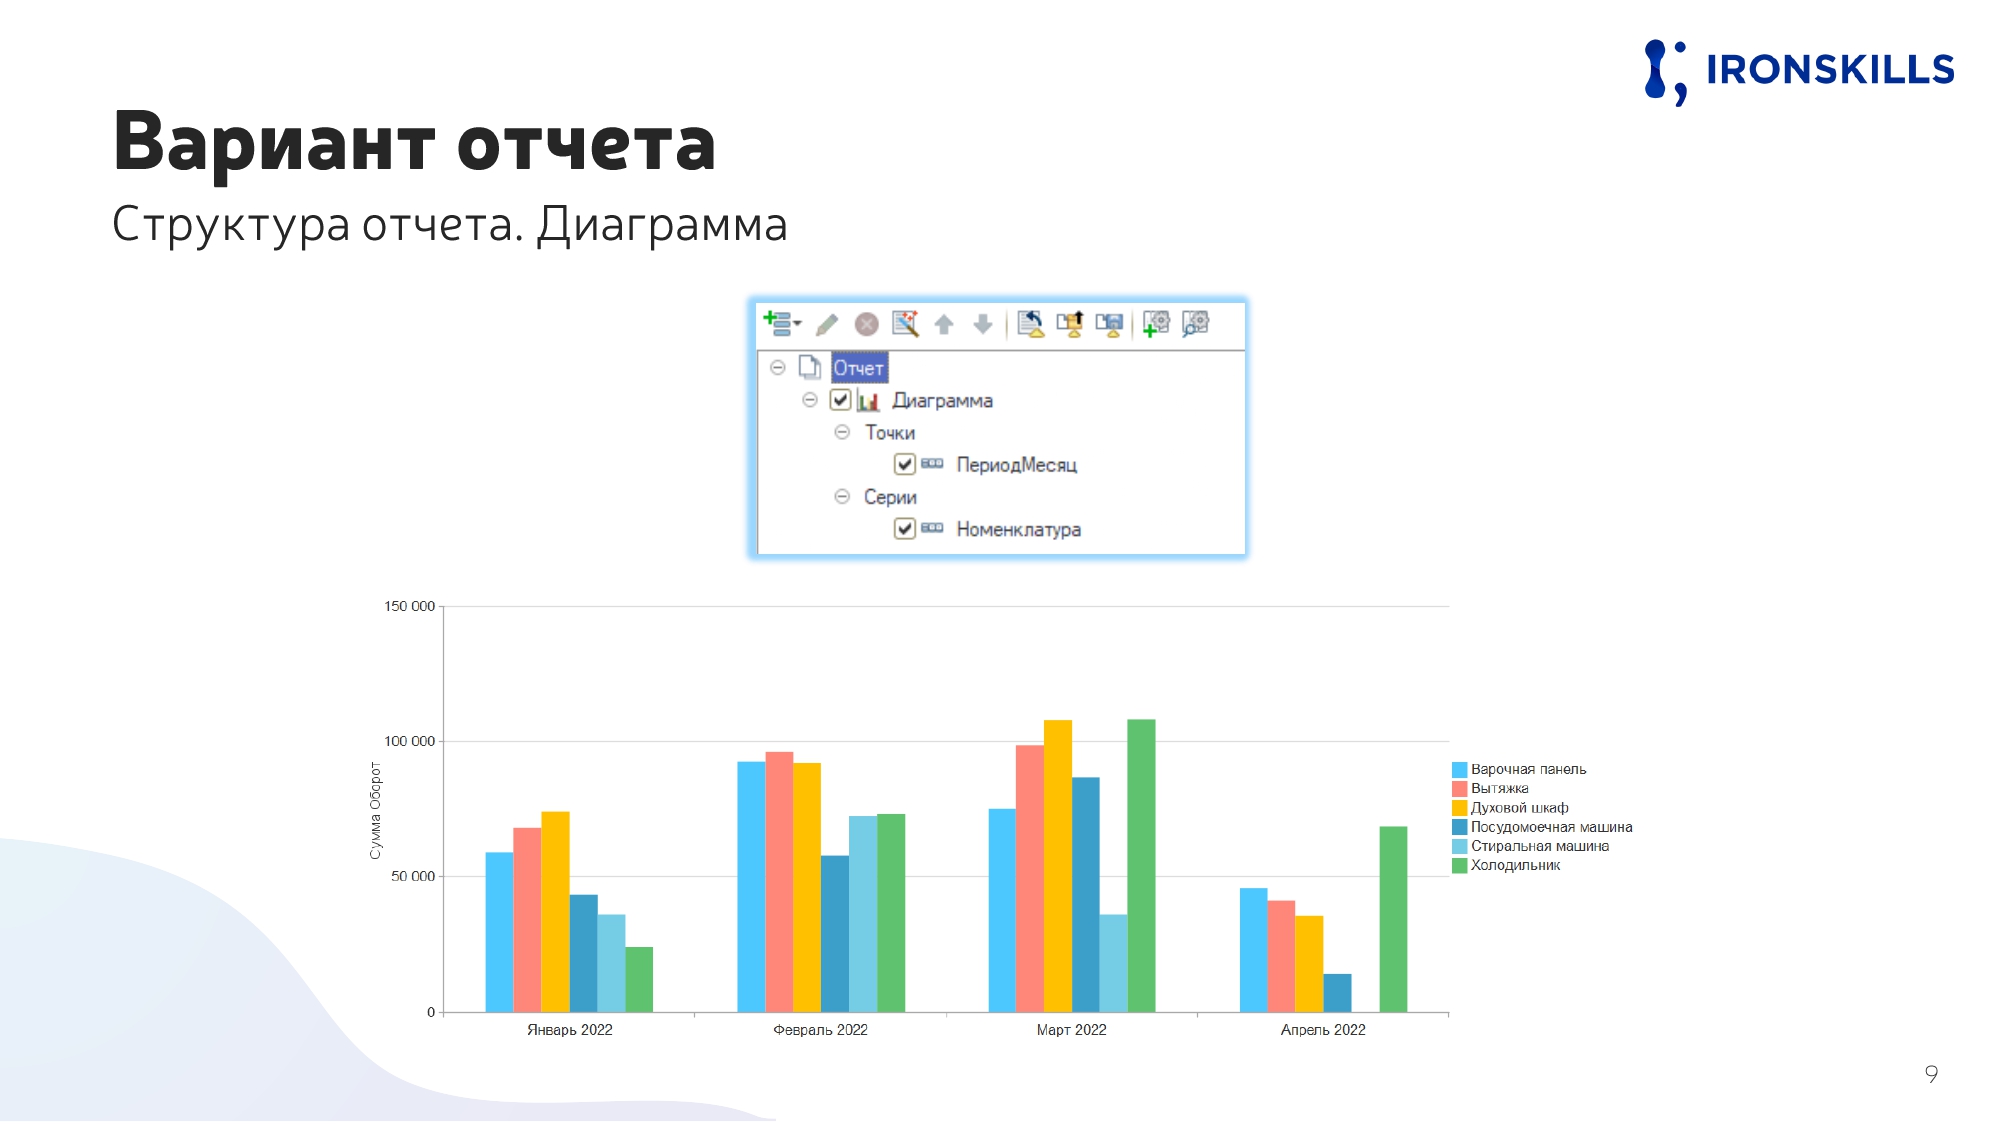 IRONSKILLS
Вариант отчета
Структура отчета. Диаграмма
Отчет
Диаграмма
Точки
ПериодМесяц
Серии
Номенклатура
150 000
100 000
50 000
0
Сумма Оборот
Январь 2022
Февраль 2022
Март 2022
Апрель 2022
Варочная панель
Вытяжка
Духовой шкаф
Посудомоечная машина
Стиральная машина
Холодильник
9